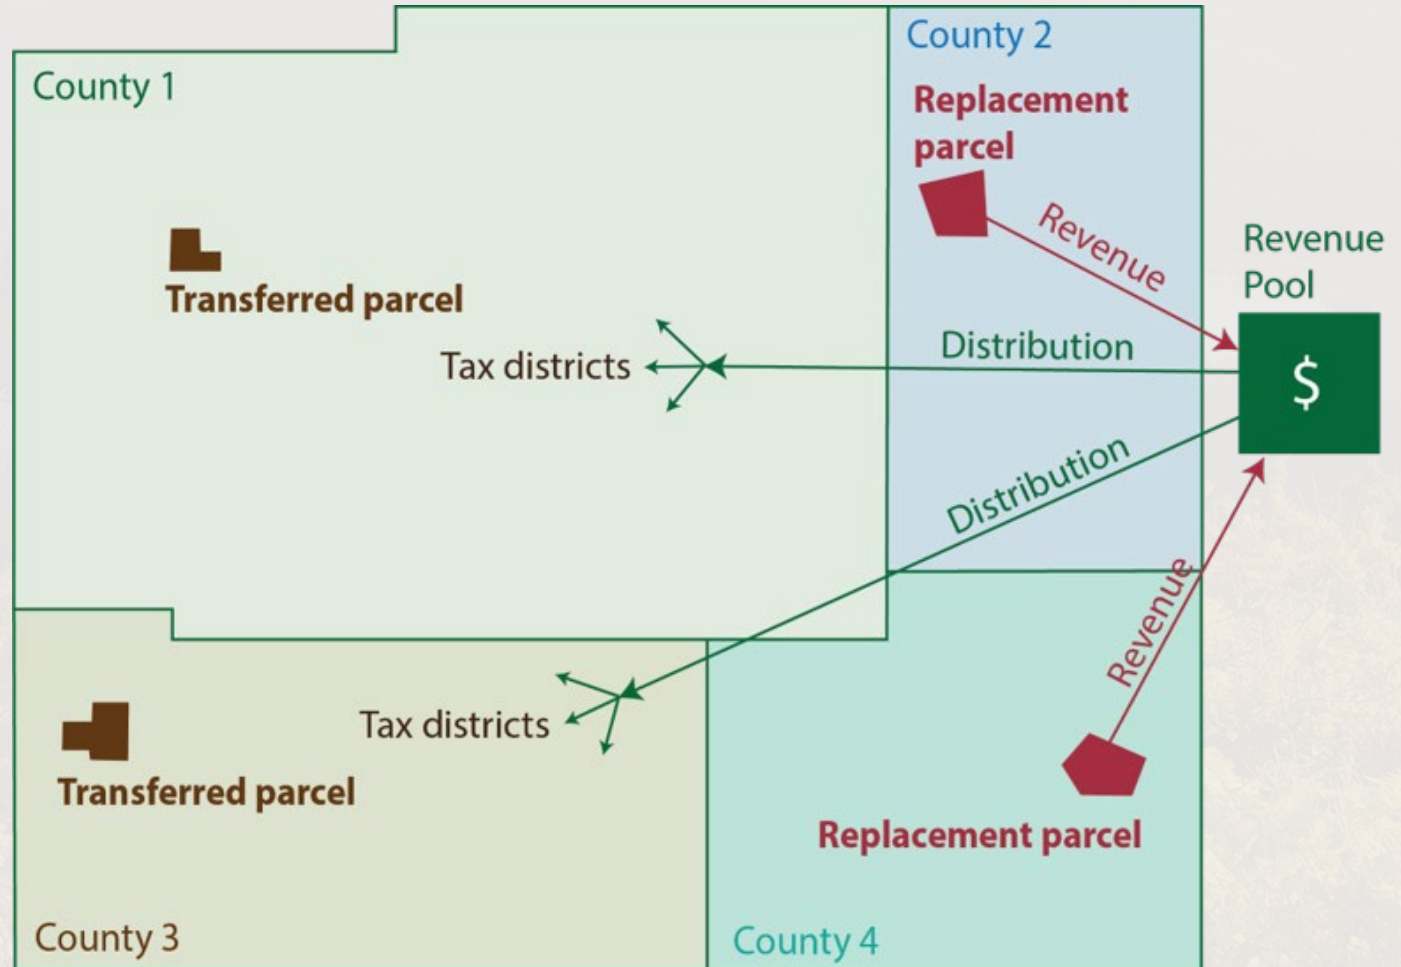 County 1
County 2
Replacement
parcel
Revenue
Revenue
Pool
$
Transferred parcel
Distribution
Tax districts
Distribution
Revenue
Tax districts
Transferred parcel
Replacement parcel
County 3
County 4